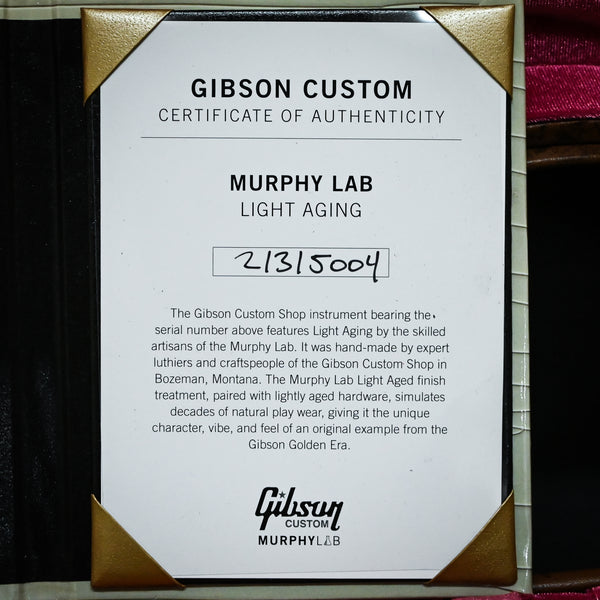 GIBSON CUSTOM
CERTIFICATE OF AUTHENTICITY
MURPHY LAB
LIGHT AGING
21315004
The Gibson Custom Shop instrument bearing the
serial number above features Light Aging by the skilled
artisans of the Murphy Lab. It was hand-made by expert
luthiers and craftspeople of the Gibson Custom Shop in
Bozeman, Montana. The Murphy Lab Light Aged finish
treatment, paired with lightly aged hardware, simulates
decades of natural play wear, giving it the unique
character, vibe, and feel of an original example from the
Gibson Golden Era.
Gibson
CUSTOM
MURPHYLAB